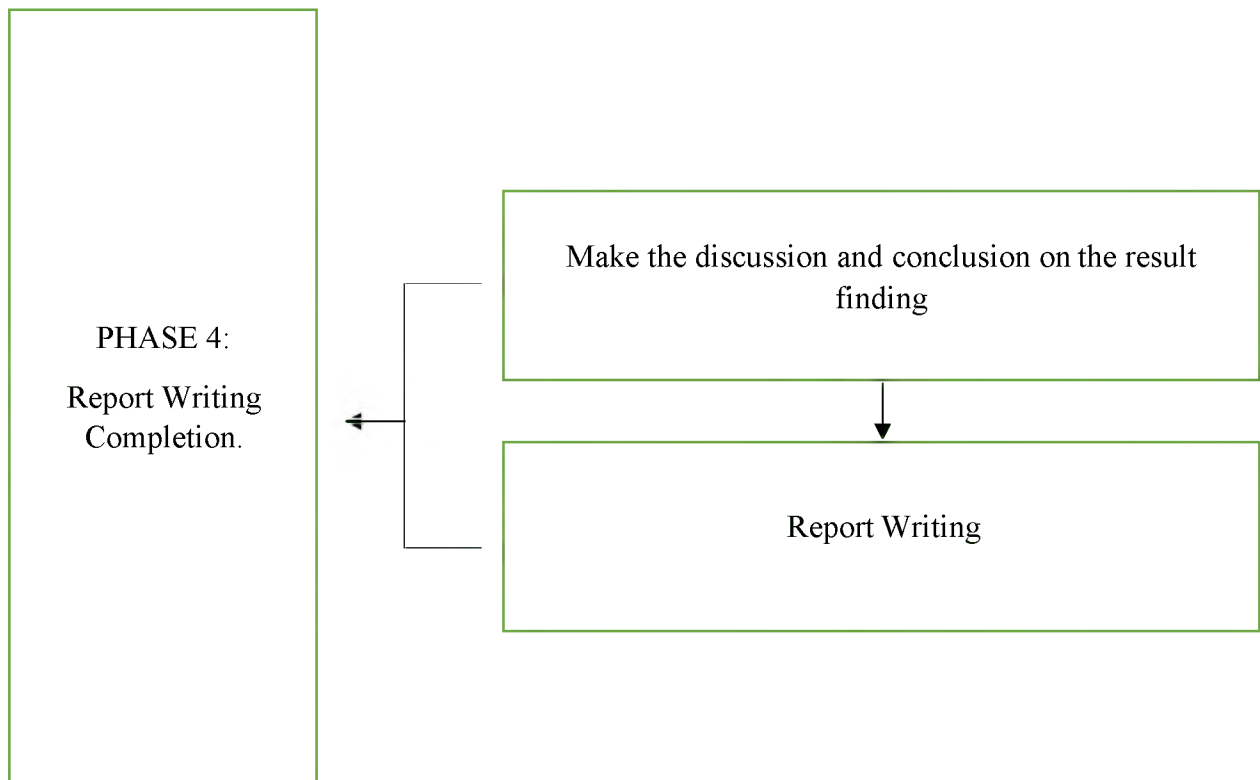 PHASE 4:
Report Writing
Completion.
Make the discussion and conclusion on the result
finding
Report Writing